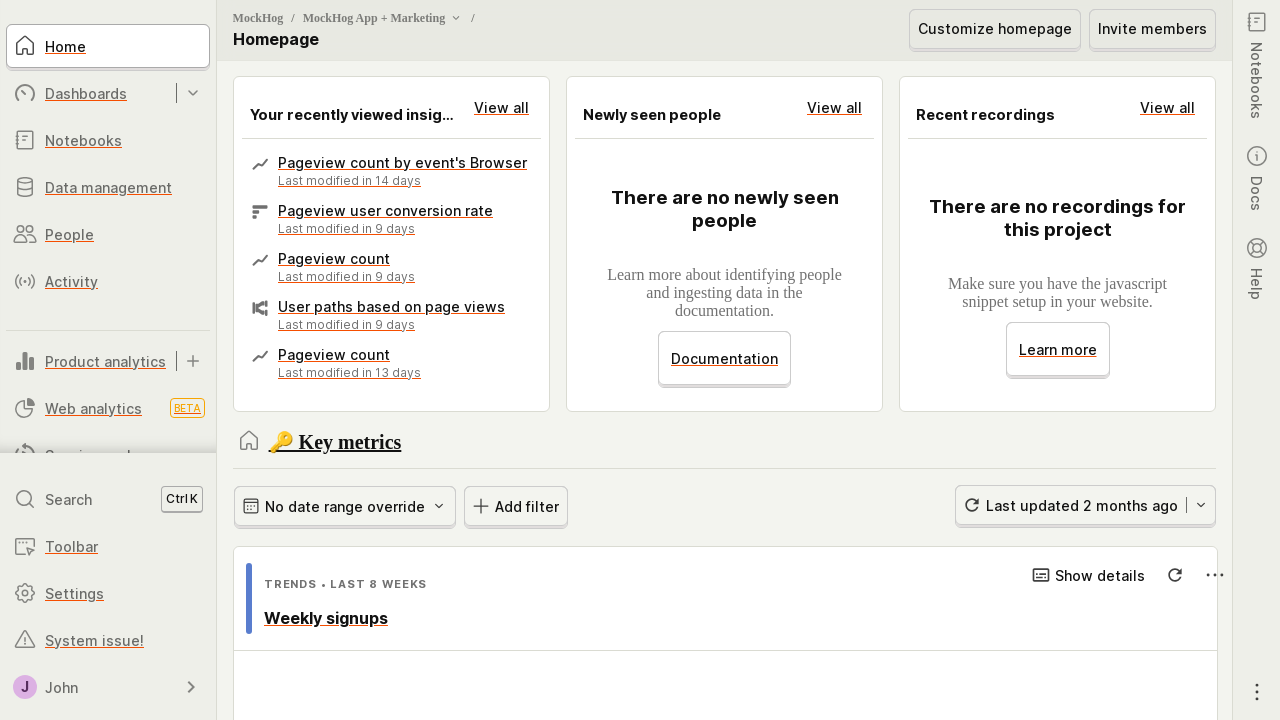 Home
Dashboards
Notebooks
Data management
People
Activity
Product analytics
Web analytics
BETA
Search
Ctrl K
Toolbar
Settings
System issue!
J
John
MockHog / MockHog App + Marketing /
Homepage
Customize homepage
Invite members
Your recently viewed insig...
View all
Pageview count by event's Browser
Last modified in 14 days
Pageview user conversion rate
Last modified in 9 days
Pageview count
Last modified in 9 days
User paths based on page views
Last modified in 9 days
Pageview count
Last modified in 13 days
Newly seen people
View all
There are no newly seen
people
Learn more about identifying people
and ingesting data in the
documentation.
Documentation
Recent recordings
View all
There are no recordings for
this project
Make sure you have the javascript
snippet setup in your website.
Learn more
🔑 Key metrics
No date range override
Add filter
Last updated 2 months ago
TRENDS • LAST 8 WEEKS
Show details
Weekly signups
Notebooks
Docs
Help